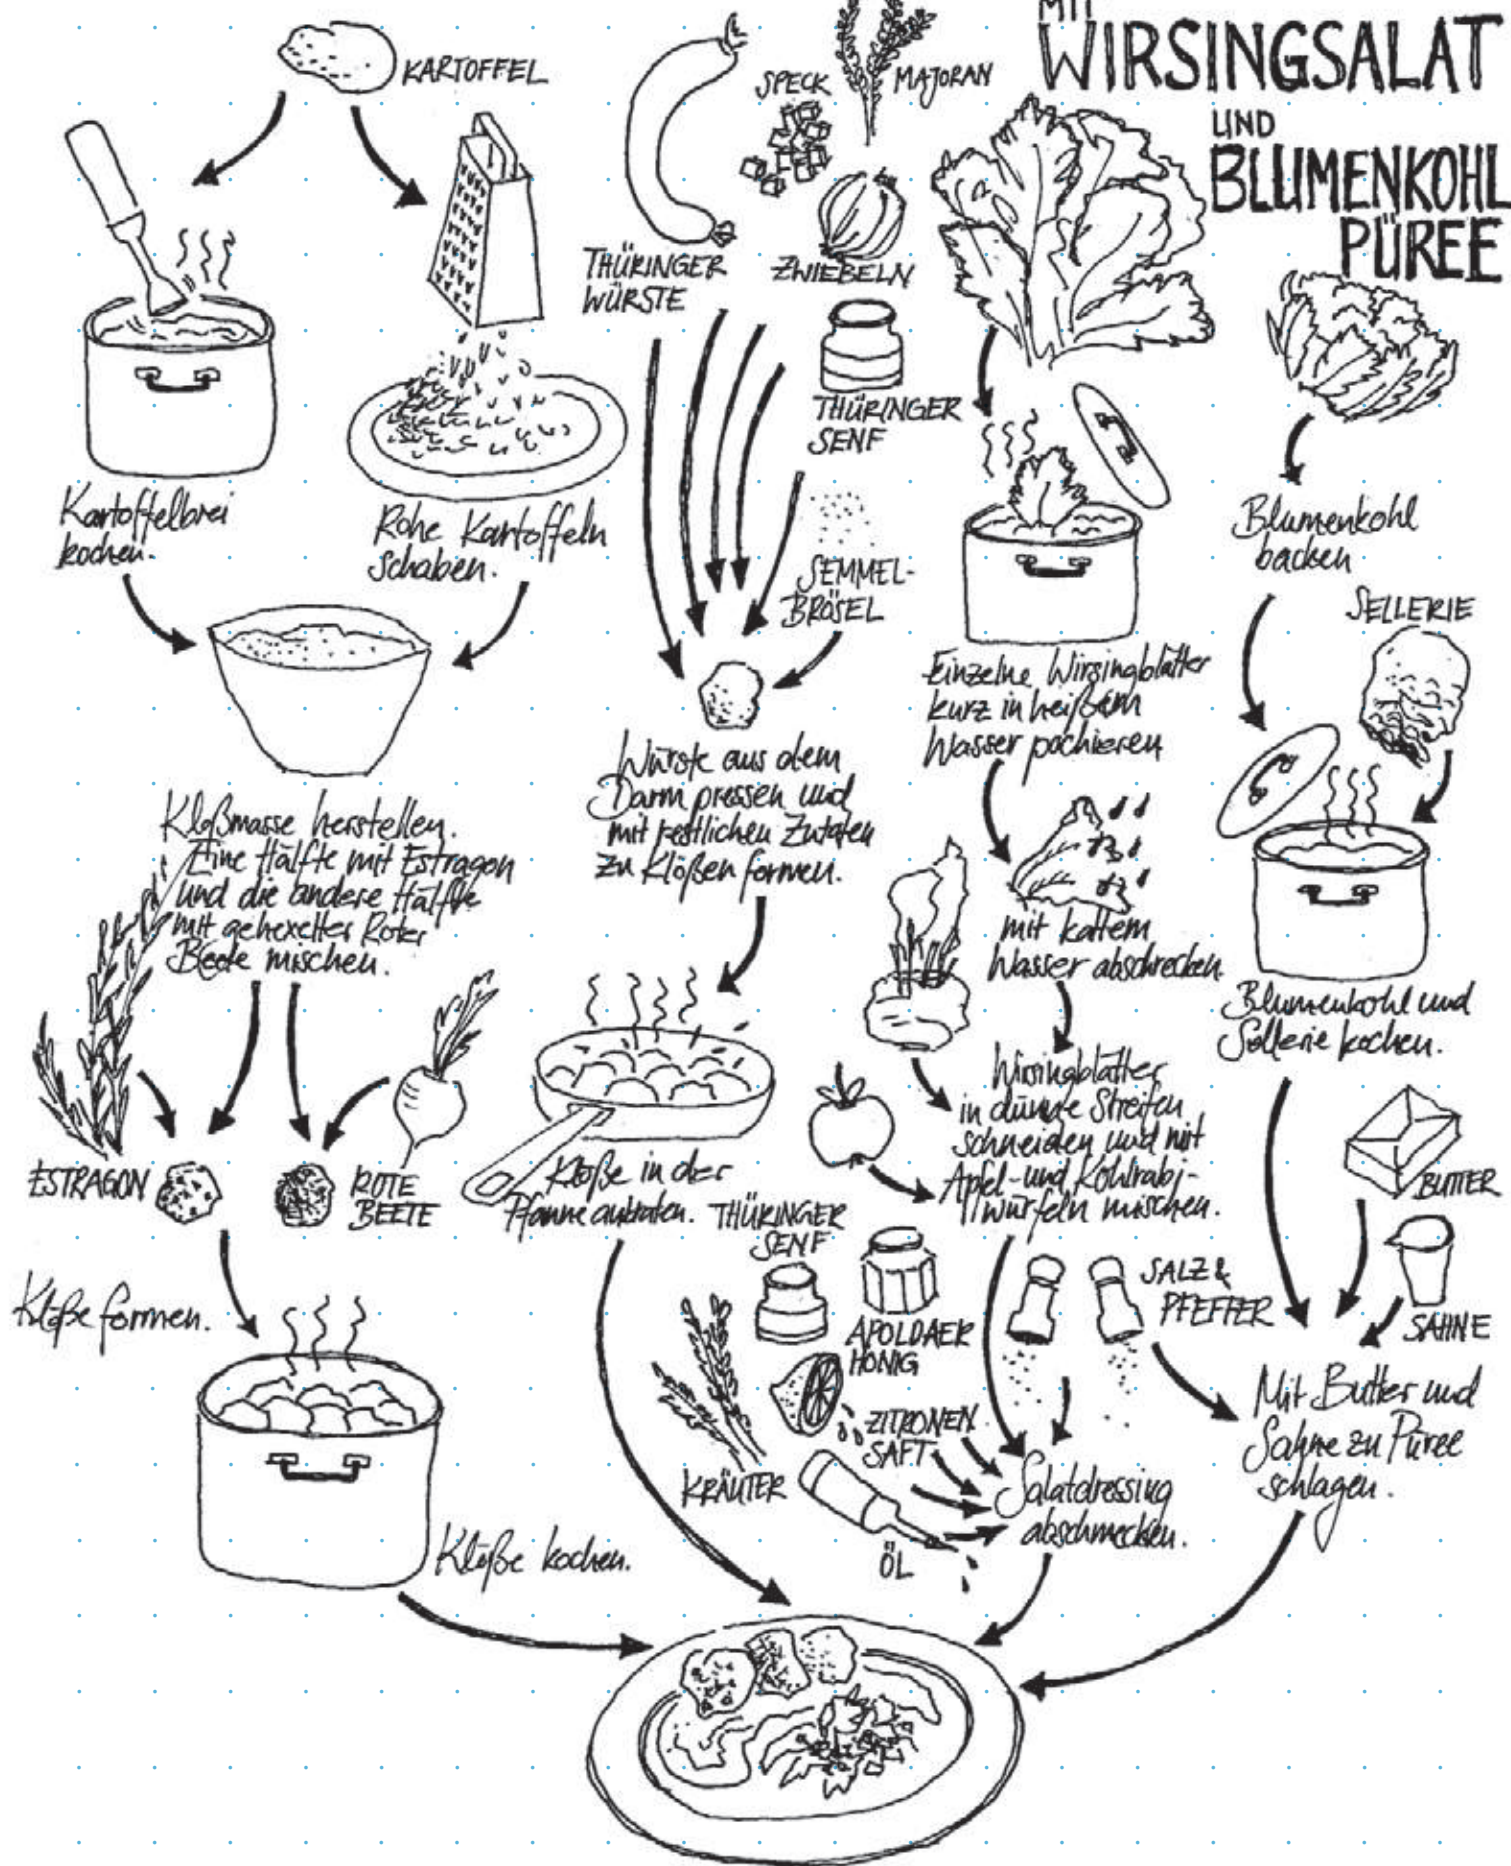 MIT
WIRSINGSALAT
UND
BLUMENKOHL
PÜREE
KARTOFFEL
Kartoffelbrei
kochen.
Rohe Kartoffeln
schaben.
Kloßmasse herstellen.
Eine Hälfte mit Estragon
und die andere Hälfte
mit gehexelter Roter
Beete mischen.
ESTRAGON
ROTE
BEETE
Klöße formen.
Klöße kochen.
THÜRINGER
WÜRSTE
SPECK
MAJORAN
ZWIEBELN
THÜRINGER
SENF
SEMMEL-
BRÖSEL
Würste aus dem
Darm pressen und
mit restlichen Zutaten
zu Klößen formen.
Klöße in der
Pfanne anbraten.
Einzelne Wirsingblätter
kurz in heißem
Wasser pochieren
mit kaltem
Wasser abschrecken.
Wirsingblätter
in dünne Streifen
schneiden und mit
Apfel- und Kohlrabi-
würfeln mischen.
THÜRINGER
SENF
APOLDAER
HONIG
KRÄUTER
ZITRONEN
SAFT
ÖL
SALZ &
PFEFFER
Salatdressing
abschmecken.
Blumenkohl
backen
SELLERIE
Blumenkohl und
Sellerie kochen.
BUTTER
SAHNE
Mit Butter und
Sahne zu Püree
schlagen.